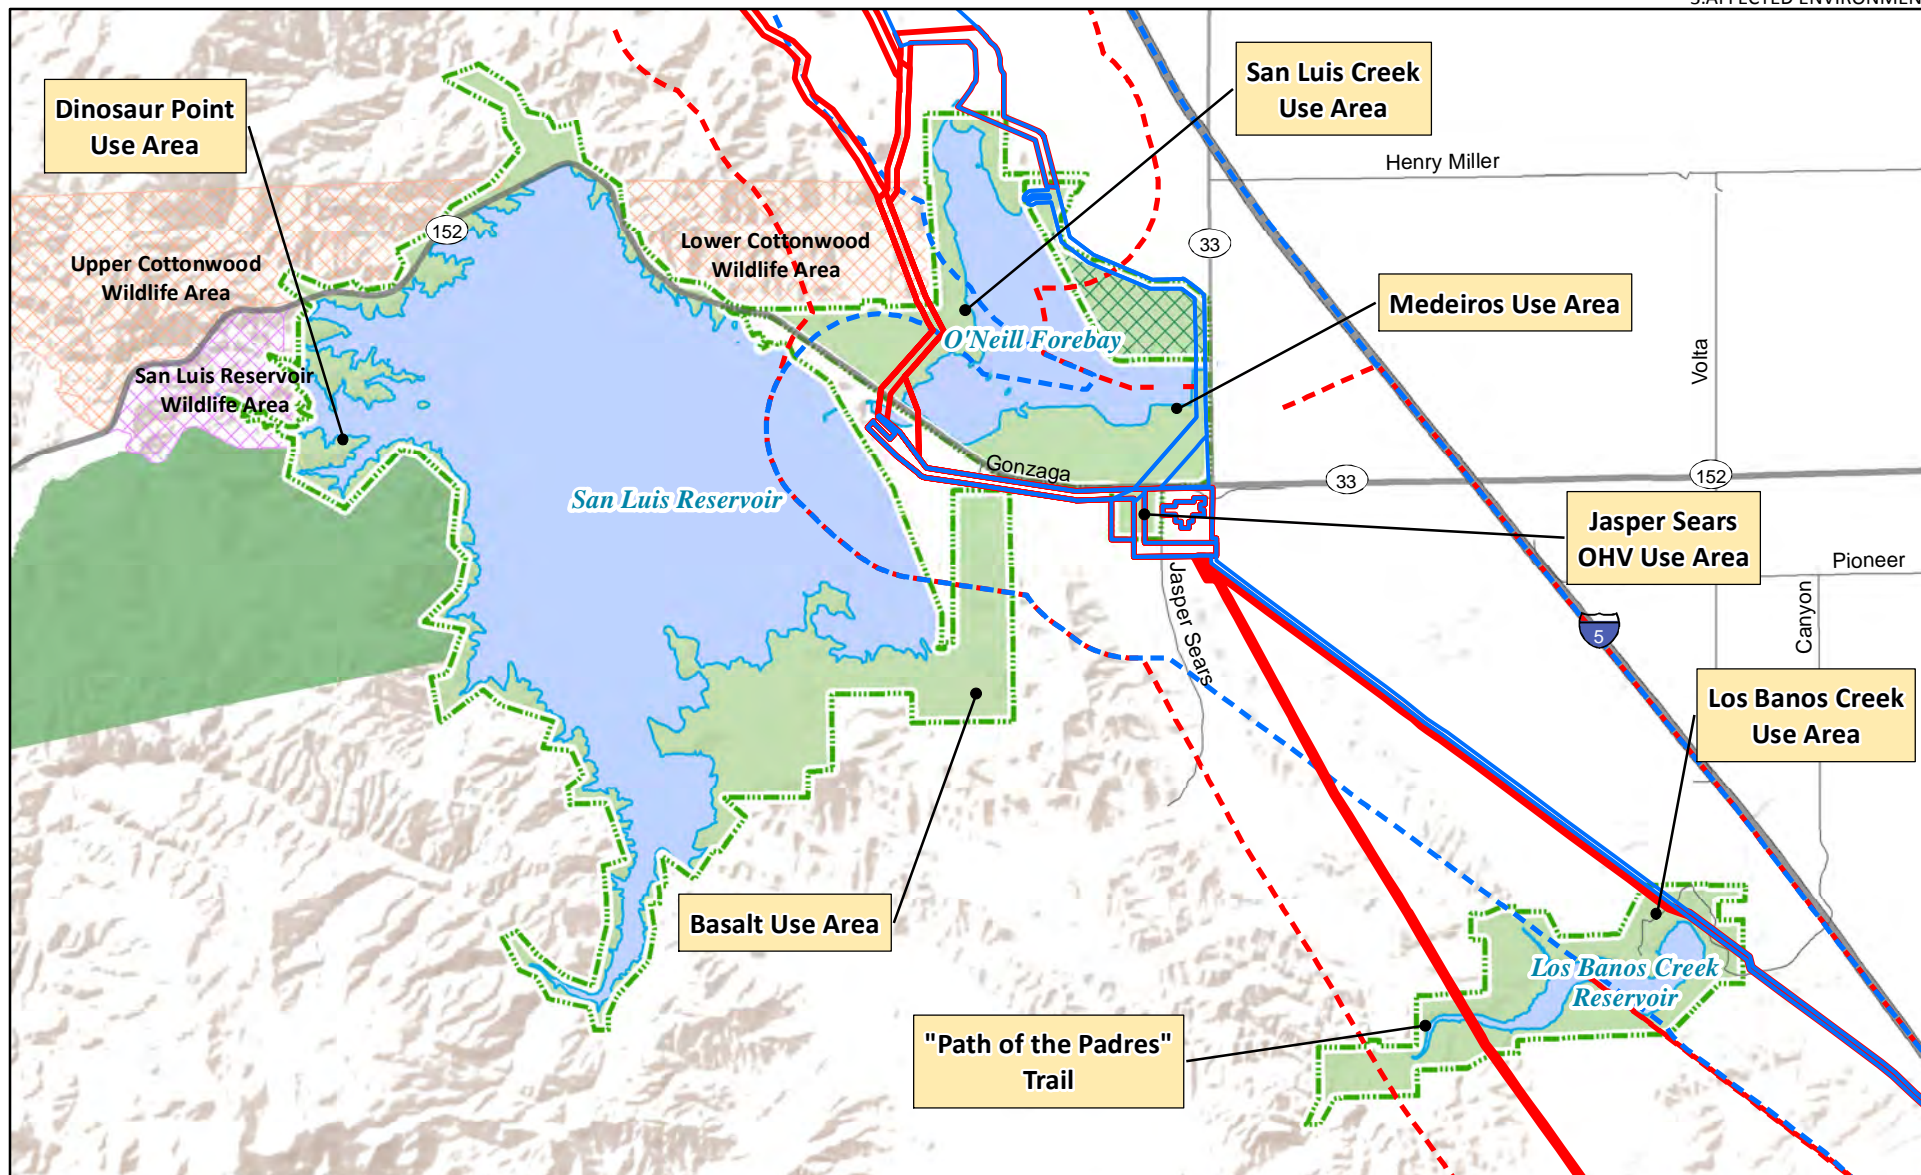 Dinosaur Point
Use Area
San Luis Creek
Use Area
Henry Miller
152
33
Lower Cottonwood
Wildlife Area
Upper Cottonwood
Wildlife Area
Medeiros Use Area
O'Neill Forebay
Volta
San Luis Reservoir
Wildlife Area
Gonzaga
33
152
San Luis Reservoir
Jasper Sears
OHV Use Area
Pioneer
Jasper Sears
Canyon
5
Los Banos Creek
Use Area
Basalt Use Area
Los Banos Creek
Reservoir
"Path of the Padres"
Trail